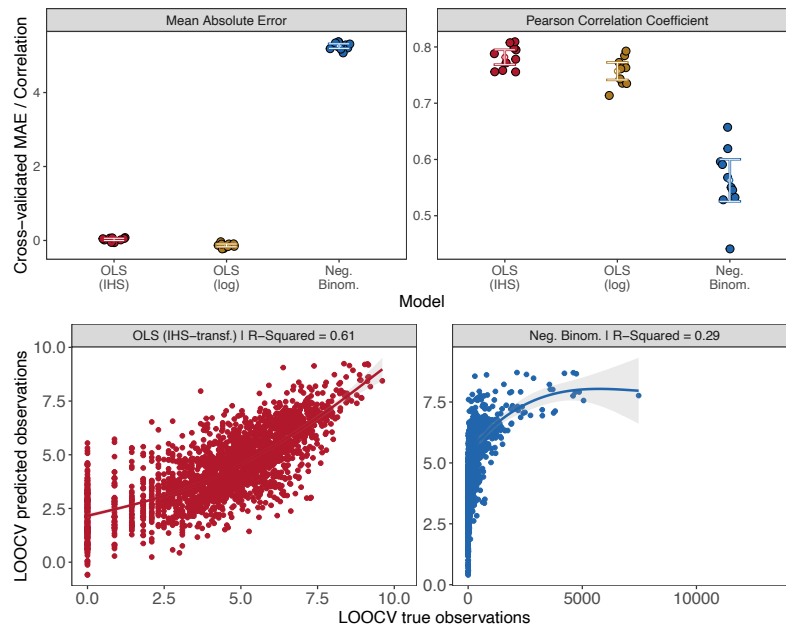 Mean Absolute Error
Pearson Correlation Coefficient
Cross-validated MAE / Correlation
4
2
0
0.8
0.7
0.6
0.5
OLS (IHS)
OLS (log)
Neg. Binom.
OLS (IHS)
OLS (log)
Neg. Binom.
Model
OLS (IHS-transf.) | R-Squared = 0.61
Neg. Binom. | R-Squared = 0.29
LOOCV predicted observations
10.0
7.5
5.0
2.5
0.0
7.5
5.0
2.5
0.0
0.0 2.5 5.0 7.5 10.0
0 5000 10000
LOOCV true observations